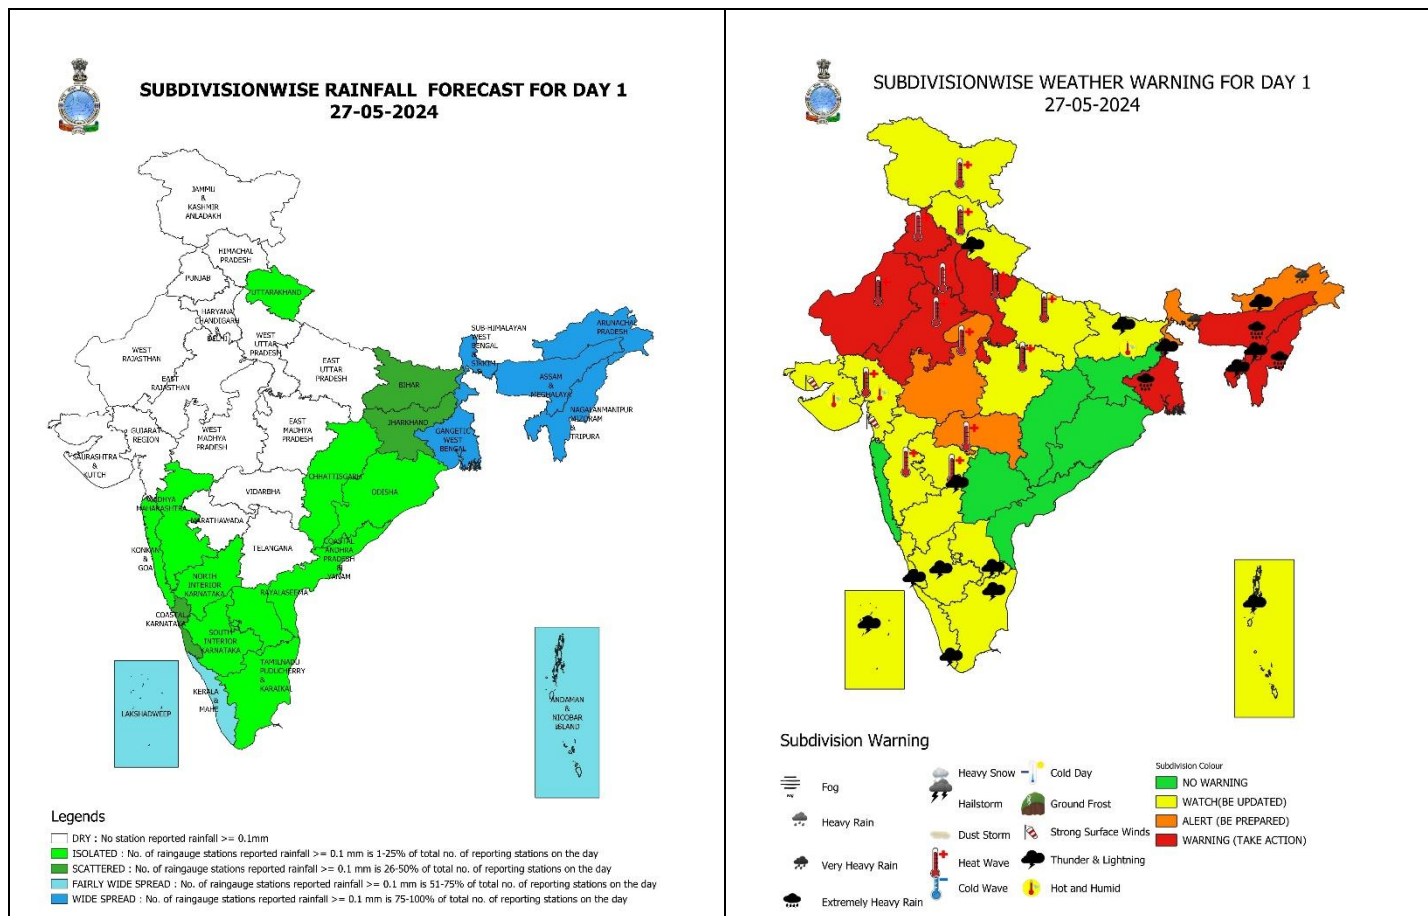 SUBDIVISIONWISE RAINFALL FORECAST FOR DAY 1
27-05-2024
JAMMU
&
KASHMIR
ANLADAKH
HIMACHAL
PRADESH
PUNJAB
UTTARAKHAND
HARYANA
CHANDIGARH
&
DELHI
WEST
UTTAR
PRADESH
WEST
RAJASTHAN
EAST
RAJASTHAN
EAST
UTTAR
PRADESH
SUB-HIMALAYAN
WEST
BENGAL
&
SIKKIM
ARUNACHAL
PRADESH
ASSAM
&
MEGHALAYA
NAGALANMANIPUR
MIZORAM
&
TRIPURA
BIHAR
JHARKHAND
GANGETIC
WEST
BENGAL
GUJARAT
REGION
WEST
MADHYA
PRADESH
EAST
MADHYA
PRADESH
SAURASHTRA
&
KUTCH
CHHATTISGARH
ODISHA
VIDARBHA
MADHYA
MAHARASHTRA
MARATHAWADA
TELANGANA
KONKAN
&
GOA
COASTAL
ANDHRA
PRADESH
&
YANAM
NORTH
INTERIOR
KARNATAKA
RAYALASEEMA
COASTAL
KARNATAKA
SOUTH
INTERIOR
KARNATAKA
TAMILNADU
PUDUCHERRY
&
KARAIKAL
KERALA
&
MAHE
LAKSHADWEEP
ANDAMAN
&
NICOBAR
ISLAND
Legends
DRY : No station reported rainfall >= 0.1mm
ISOLATED : No. of raingauge stations reported rainfall >= 0.1 mm is 1-25% of total no. of reporting stations on the day
SCATTERED : No. of raingauge stations reported rainfall >= 0.1 mm is 26-50% of total no. of reporting stations on the day
FAIRLY WIDE SPREAD : No. of raingauge stations reported rainfall >= 0.1 mm is 51-75% of total no. of reporting stations on the day
WIDE SPREAD : No. of raingauge stations reported rainfall >= 0.1 mm is 75-100% of total no. of reporting stations on the day
SUBDIVISIONWISE WEATHER WARNING FOR DAY 1
27-05-2024
Subdivision Warning
Fog
Heavy Rain
Very Heavy Rain
Extremely Heavy Rain
Heavy Snow
Hailstorm
Dust Storm
Heat Wave
Cold Wave
Cold Day
Ground Frost
Strong Surface Winds
Thunder & Lightning
Hot and Humid
Subdivision Colour
NO WARNING
WATCH(BE UPDATED)
ALERT (BE PREPARED)
WARNING (TAKE ACTION)